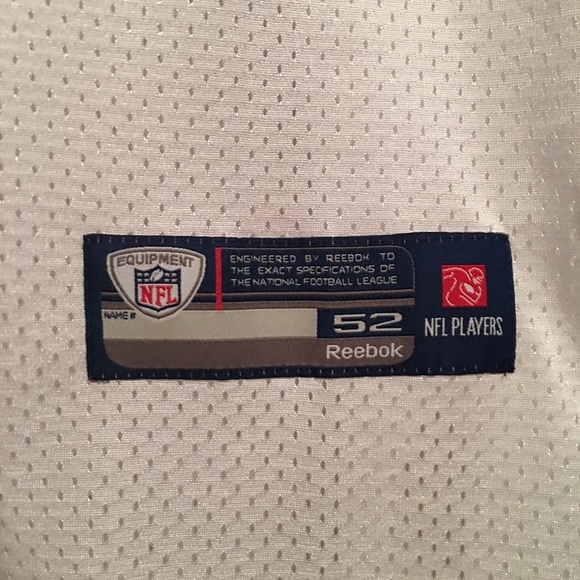 EQUIPMENT
NFL
ENGINEERED BY REEBOK TO
THE EXACT SPECIFICATIONS OF
THE NATIONAL FOOTBALL LEAGUE
NAME #
52
Reebok
NFL PLAYERS